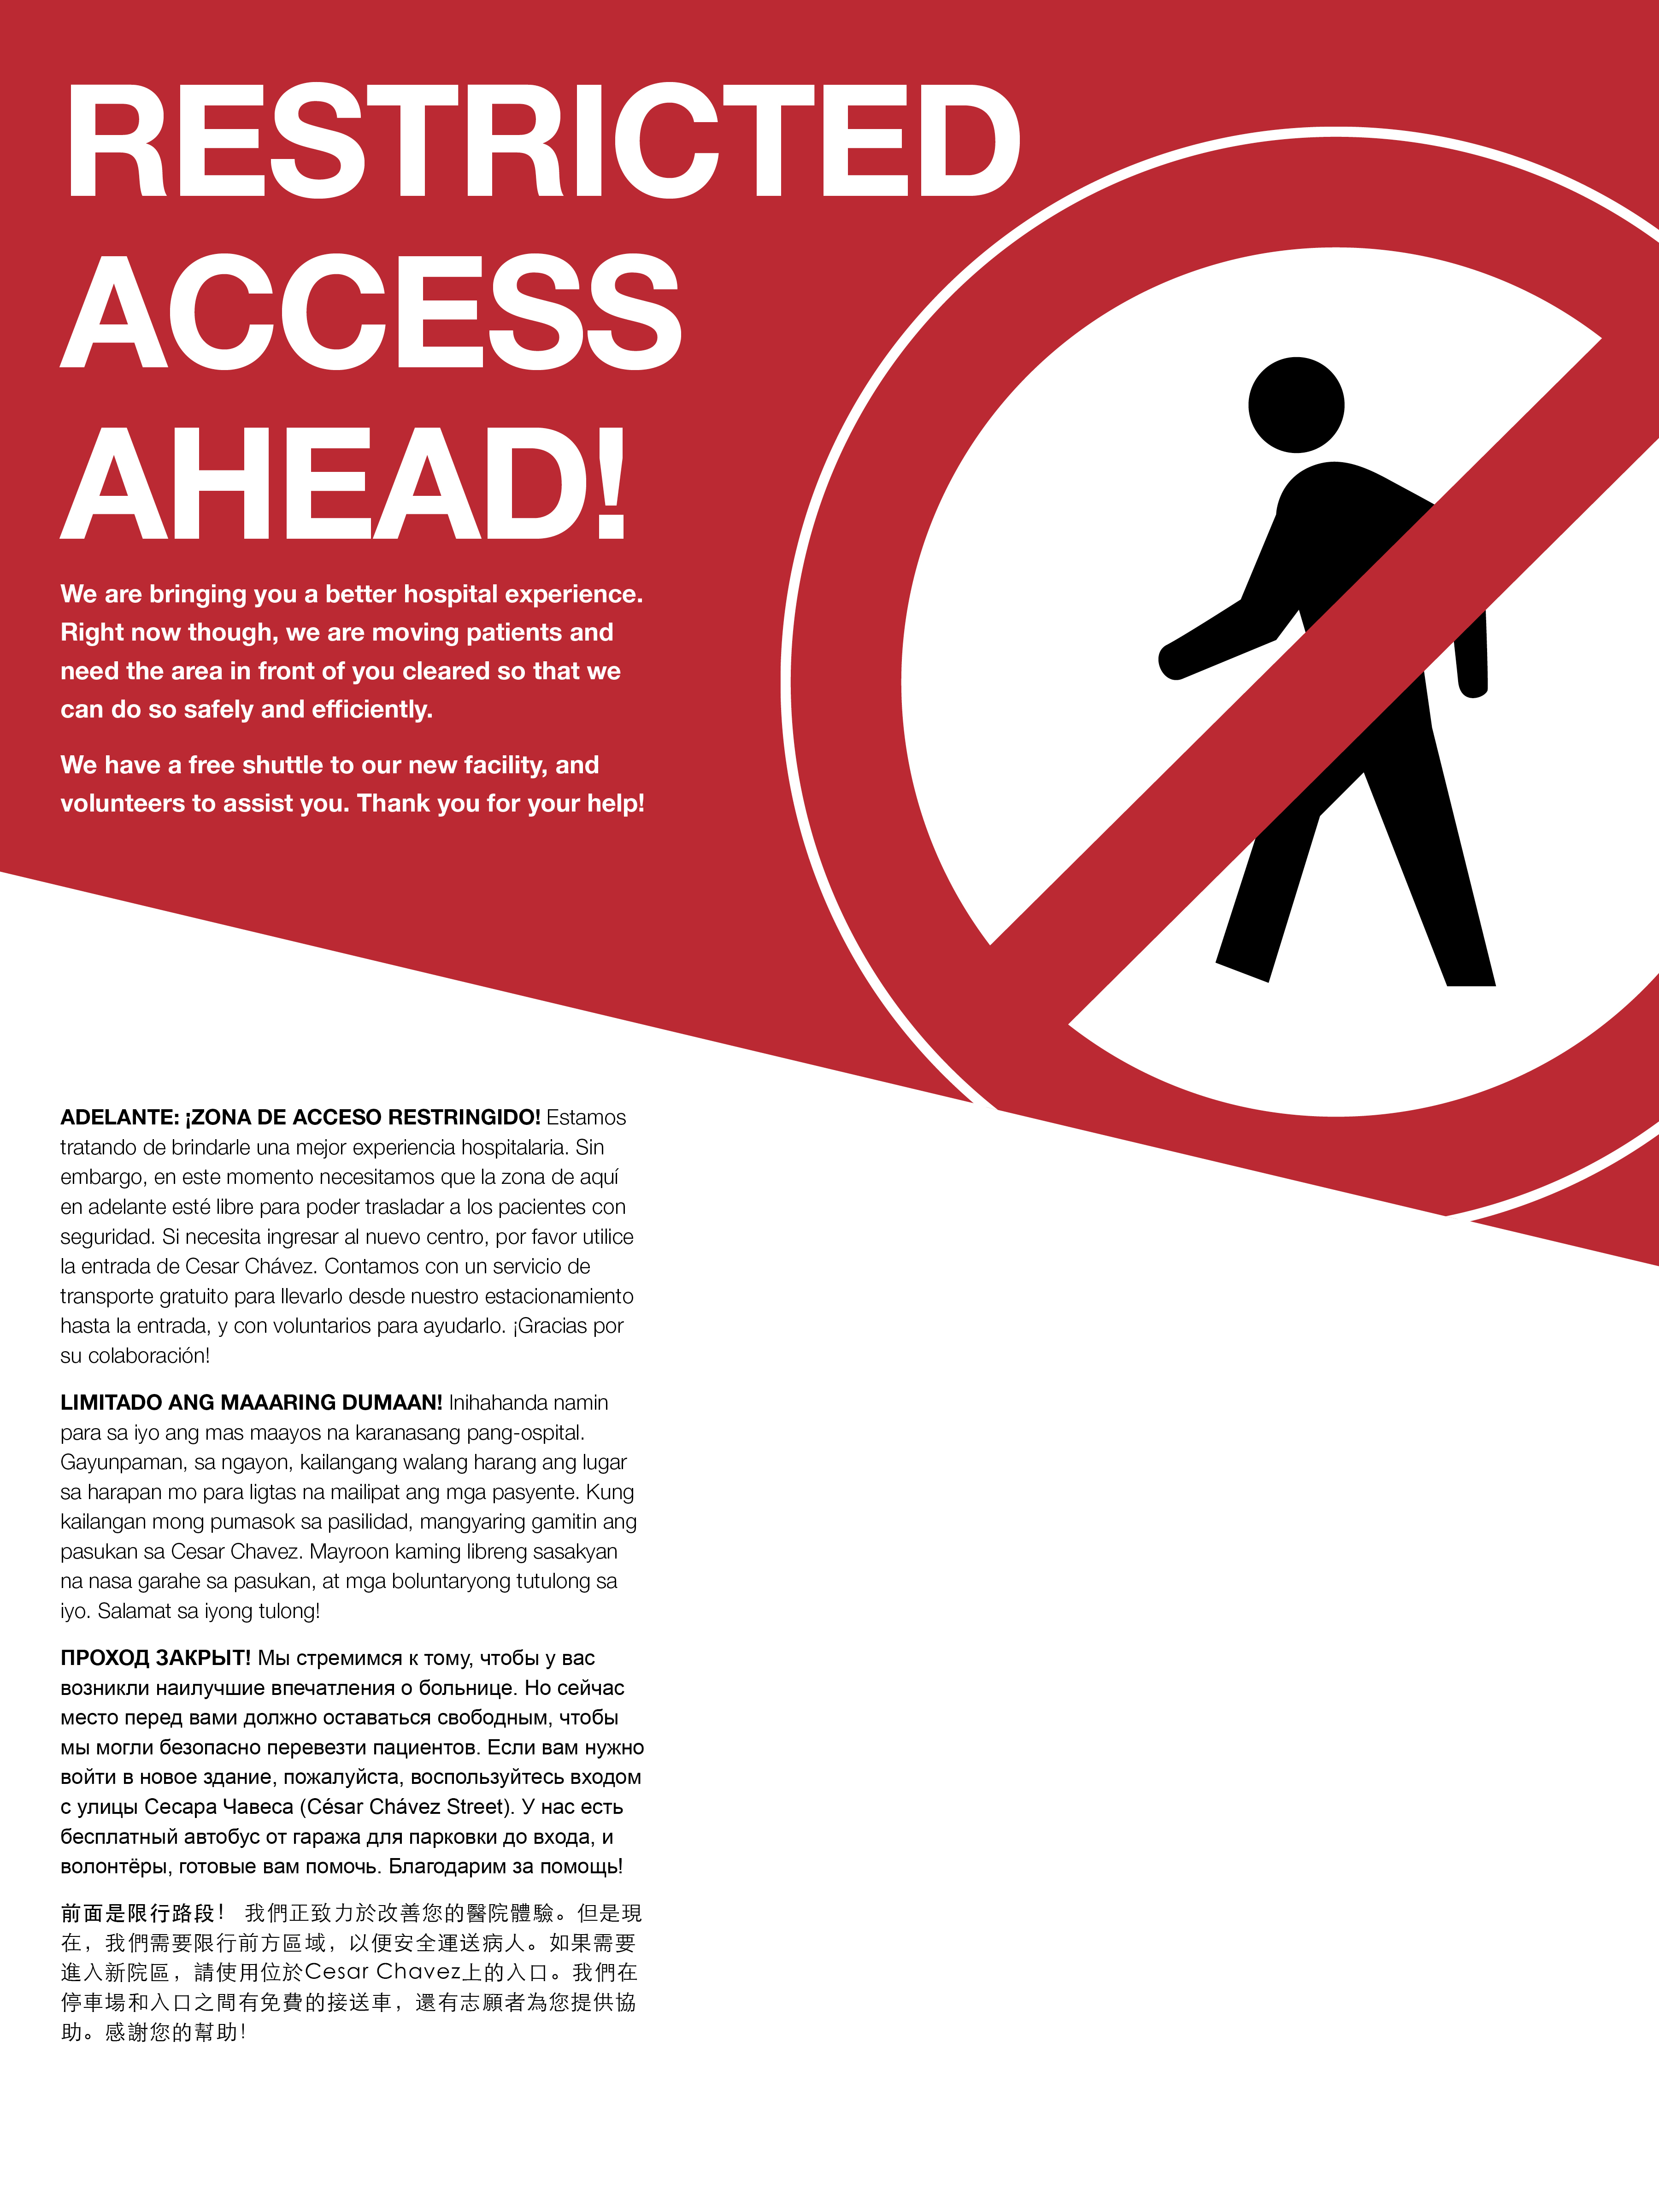 RESTRICTED
ACCESS
AHEAD!
We are bringing you a better hospital experience.
Right now though, we are moving patients and
need the area in front of you cleared so that we
can do so safely and efficiently.
We have a free shuttle to our new facility, and
volunteers to assist you. Thank you for your help!
ADELANTE: ¡ZONA DE ACCESO RESTRINGIDO! Estamos
tratando de brindarle una mejor experiencia hospitalaria. Sin
embargo, en este momento necesitamos que la zona de aquí
en adelante esté libre para poder trasladar a los pacientes con
seguridad. Si necesita ingresar al nuevo centro, por favor utilice
la entrada de Cesar Chávez. Contamos con un servicio de
transporte gratuito para llevarlo desde nuestro estacionamiento
hasta la entrada, y con voluntarios para ayudarlo. ¡Gracias por
su colaboración!
LIMITADO ANG MAAARING DUMAAN! Inihahanda namin
para sa iyo ang mas maayos na karanasang pang-ospital.
Gayunpaman, sa ngayon, kailangang walang harang ang lugar
sa harapan mo para ligtas na mailipat ang mga pasyente. Kung
kailangan mong pumasok sa pasilidad, mangyaring gamitin ang
pasukan sa Cesar Chavez. Mayroon kaming libreng sasakyan
na nasa garahe sa pasukan, at mga boluntaryong tutulong sa
iyo. Salamat sa iyong tulong!
ПРОХОД ЗАКРЫТ! Мы стремимся к тому, чтобы у вас
возникли наилучшие впечатления о больнице. Но сейчас
место перед вами должно оставаться свободным, чтобы
мы могли безопасно перевезти пациентов. Если вам нужно
войти в новое здание, пожалуйста, воспользуйтесь входом
с улицы Сесара Чавеса (César Chávez Street). У нас есть
бесплатный автобус от гаража для парковки до входа, и
волонтёры, готовые вам помочь. Благодарим за помощь!
前面是限行路段！ 我們正致力於改善您的醫院體驗。但是現
在，我們需要限行前方區域，以便安全運送病人。如果需要
進入新院區，請使用位於Cesar Chavez上的入口。我們在
停車場和入口之間有免費的接送車，還有志願者為您提供協
助。感謝您的幫助！